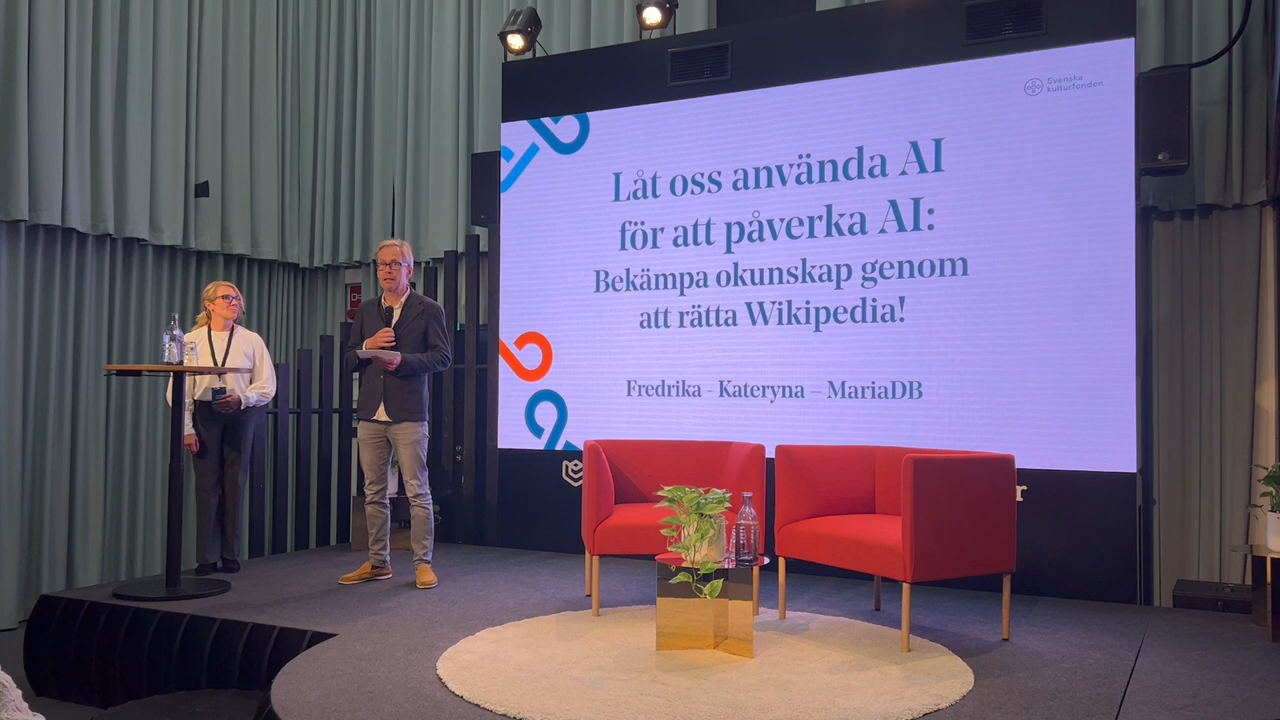 Svenska
kulturfonden
Låt oss använda AI
för att påverka AI:
Bekämpa okunskap genom
att rätta Wikipedia!
Fredrika - Kateryna – MariaDB